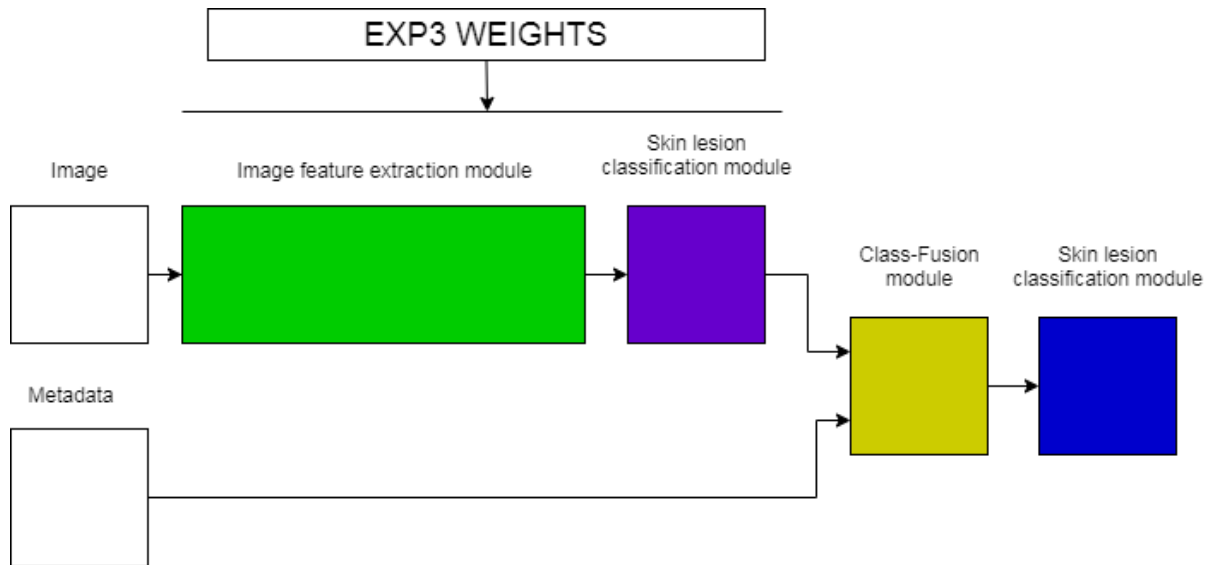 EXP3 WEIGHTS
Image
Image feature extraction module
Skin lesion
classification module
Class-Fusion
module
Skin lesion
classification module
Metadata